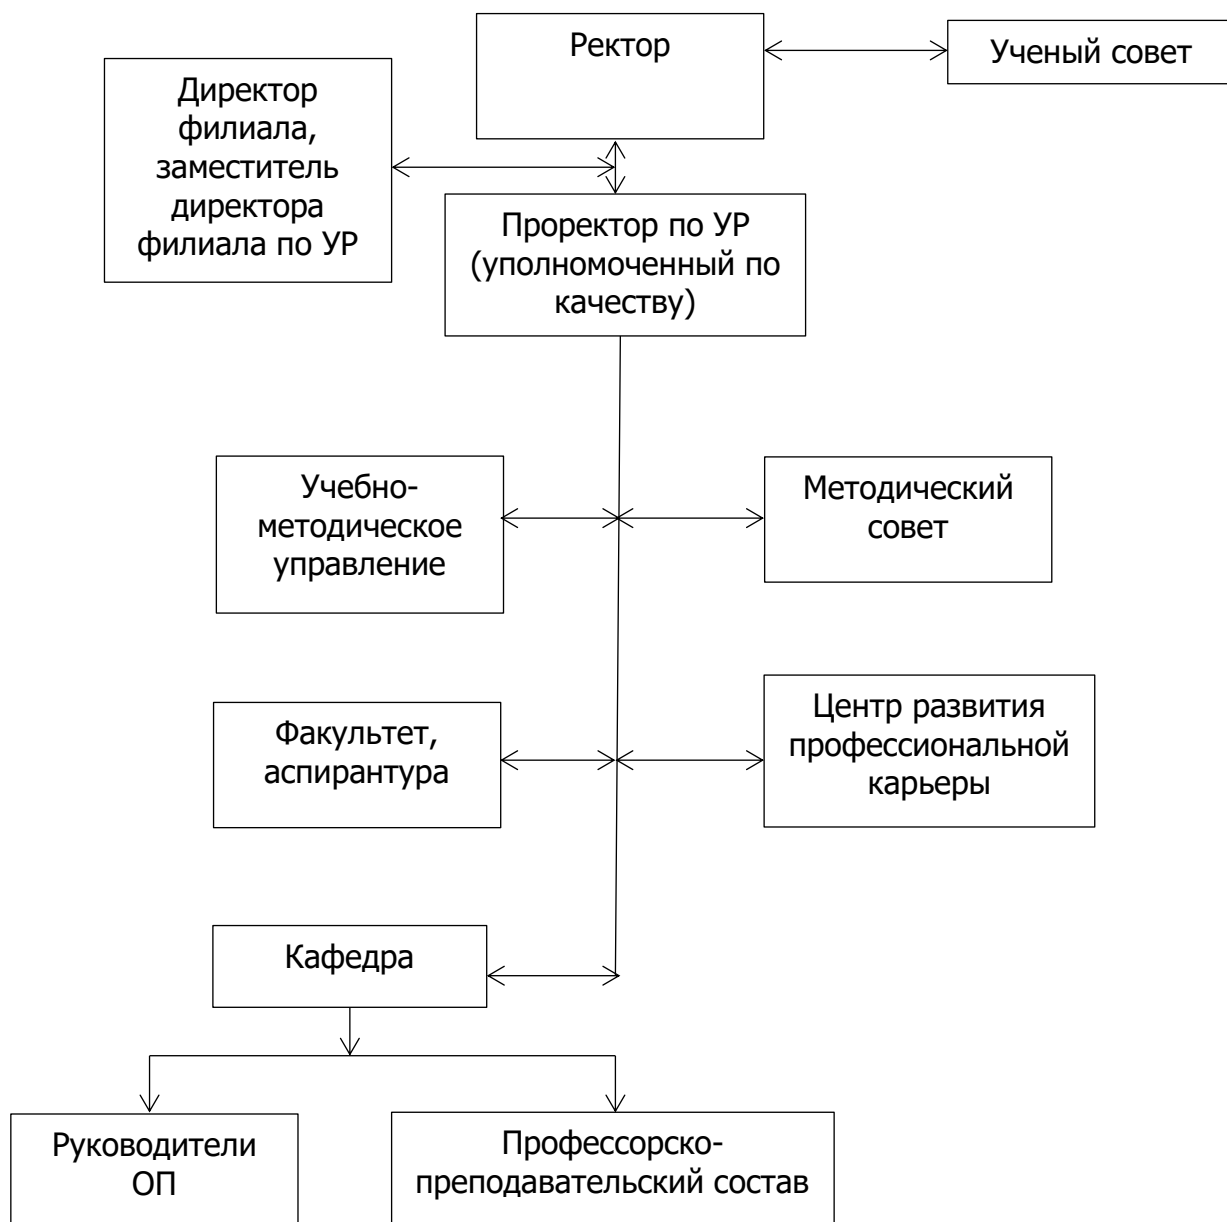 Ректор
Ученый совет
Директор
филиала,
заместитель
директора
филиала по УР
Проректор по УР
(уполномоченный по
качеству)
Учебно-
методическое
управление
Методический
совет
Факультет,
аспирантура
Центр развития
профессиональной
карьеры
Кафедра
Руководители
ОП
Профессорско-
преподавательский состав